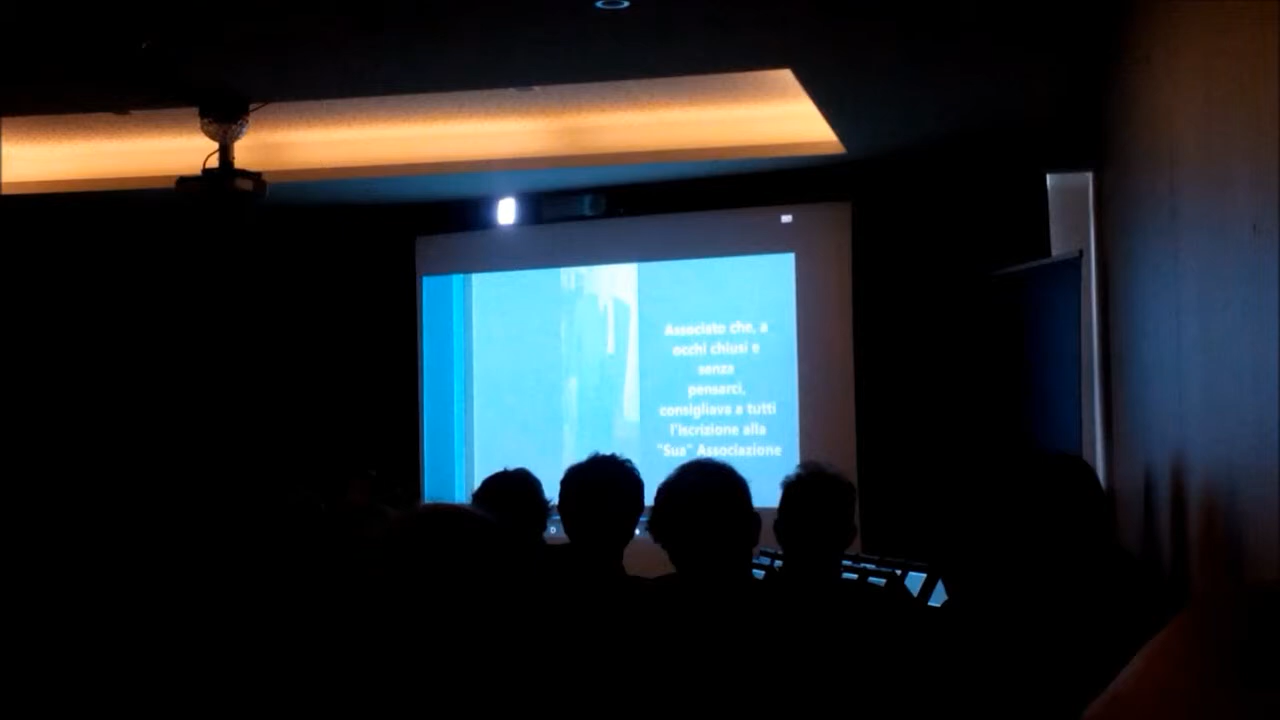 Associato che, a
occhi chiusi e
senza
pensarci,
consigliava a tutti
l'iscrizione alla
"Sua" Associazione